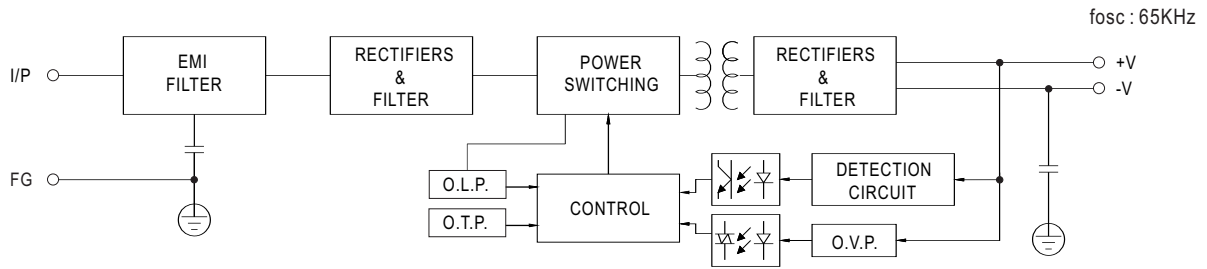 fosc : 65KHz
I/P
EMI
FILTER
RECTIFIERS
&
FILTER
POWER
SWITCHING
RECTIFIERS
&
FILTER
+V
-V
FG
O.L.P.
O.T.P.
CONTROL
DETECTION
CIRCUIT
O.V.P.